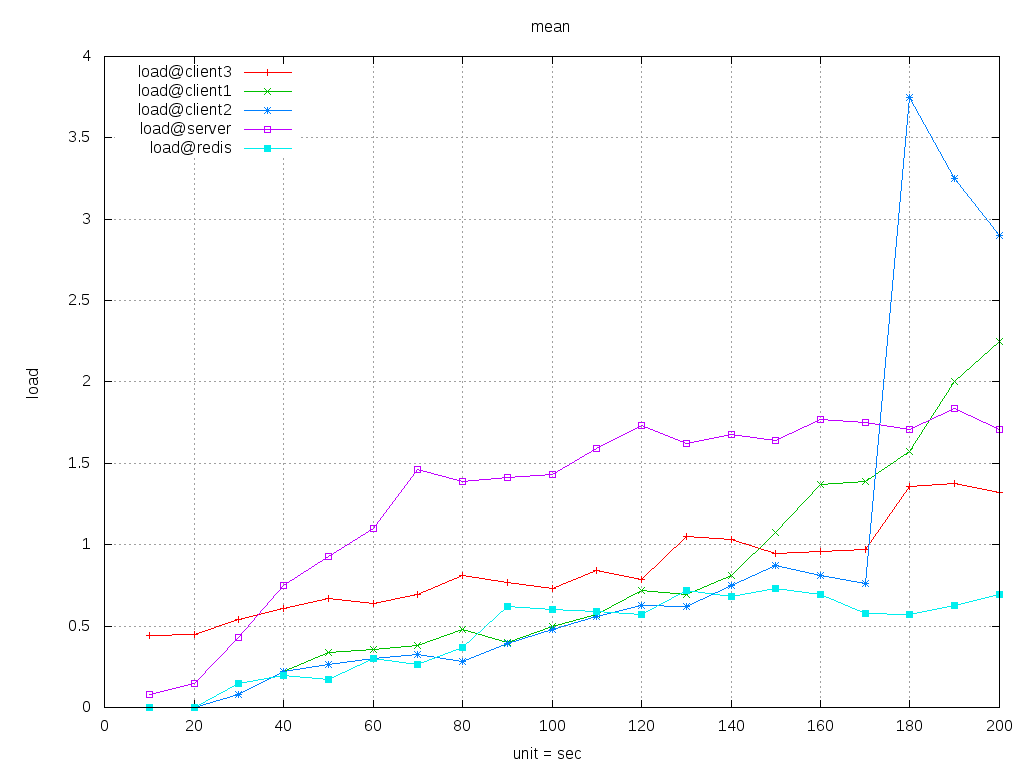 mean
4
3.5
3
2.5
2
1.5
1
0.5
0
load
load@client3
load@client1
load@client2
load@server
load@redis
0 20 40 60 80 100 120 140 160 180 200
unit = sec